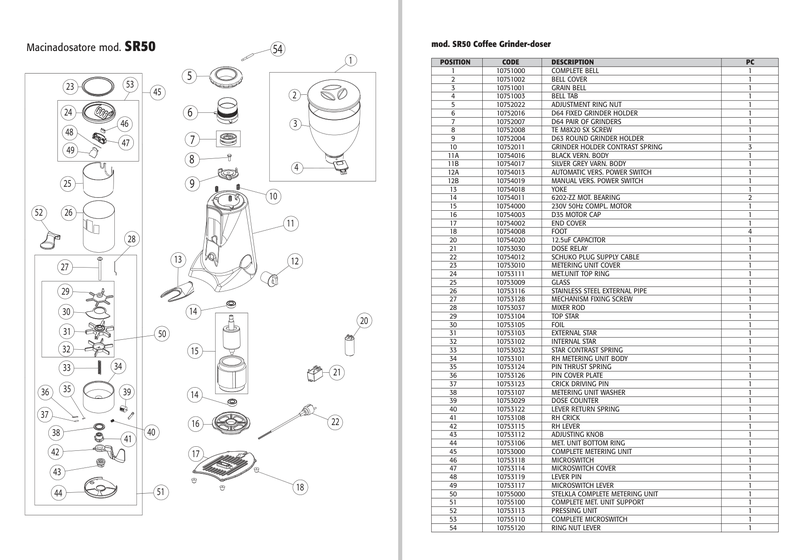 Macinadosatore mod. SR50
54
1
5
23
53
45
2
24
6
46
3
48
47
7
49
8
4
25
9
10
52
26
11
28
13
12
27
14
29
30
20
31
50
32
15
33
34
21
36
35
39
14
37
16
22
38
40
41
42
17
43
18
44
51
mod. SR50 Coffee Grinder-doser
POSITION CODE DESCRIPTION PC
1 10751000 COMPLETE BELL 1
2 10751002 BELL COVER 1
3 10751001 GRAIN BELL 1
4 10751003 BELL TAB 1
5 10752022 ADJUSTMENT RING NUT 1
6 10752016 D64 FIXED GRINDER HOLDER 1
7 10752007 D64 PAIR OF GRINDERS 1
8 10752008 TE M8X20 SX SCREW 1
9 10752004 D63 ROUND GRINDER HOLDER 1
10 10752011 GRINDER HOLDER CONTRAST SPRING 3
11A 10754016 BLACK VERN. BODY 1
11B 10754017 SILVER GREY VARN. BODY 1
12A 10754013 AUTOMATIC VERS. POWER SWITCH 1
12B 10754019 MANUAL VERS. POWER SWITCH 1
13 10754018 YOKE 1
14 10754011 6202-ZZ MOT. BEARING 2
15 10754000 230V 50Hz COMPL. MOTOR 1
16 10754003 D35 MOTOR CAP 1
17 10754002 END COVER 1
18 10754008 FOOT 4
20 10754020 12.5uF CAPACITOR 1
21 10753030 DOSE RELAY 1
22 10754012 SCHUKO PLUG SUPPLY CABLE 1
23 10753010 METERING UNIT COVER 1
24 10753111 MET.UNIT TOP RING 1
25 10753009 GLASS 1
26 10753116 STAINLESS STEEL EXTERNAL PIPE 1
27 10753128 MECHANISM FIXING SCREW 1
28 10753037 MIXER ROD 1
29 10753104 TOP STAR 1
30 10753105 FOIL 1
31 10753103 EXTERNAL STAR 1
32 10753102 INTERNAL STAR 1
33 10753032 STAR CONTRAST SPRING 1
34 10753101 RH METERING UNIT BODY 1
35 10753124 PIN THRUST SPRING 1
36 10753126 PIN COVER PLATE 1
37 10753123 CRICK DRIVING PIN 1
38 10753107 METERING UNIT WASHER 1
39 10753029 DOSE COUNTER 1
40 10753122 LEVER RETURN SPRING 1
41 10753108 RH CRICK 1
42 10753115 RH LEVER 1
43 10753112 ADJUSTING KNOB 1
44 10753106 MET. UNIT BOTTOM RING 1
45 10753000 COMPLETE METERING UNIT 1
46 10753118 MICROSWITCH 1
47 10753114 MICROSWITCH COVER 1
48 10753119 LEVER PIN 1
49 10753117 MICROSWITCH LEVER 1
50 10755000 STELKLA COMPLETE METERING UNIT 1
51 10755100 COMPLETE MET. UNIT SUPPORT 1
52 10753113 PRESSING UNIT 1
53 10755110 COMPLETE MICROSWITCH 1
54 10755120 RING NUT LEVER 1